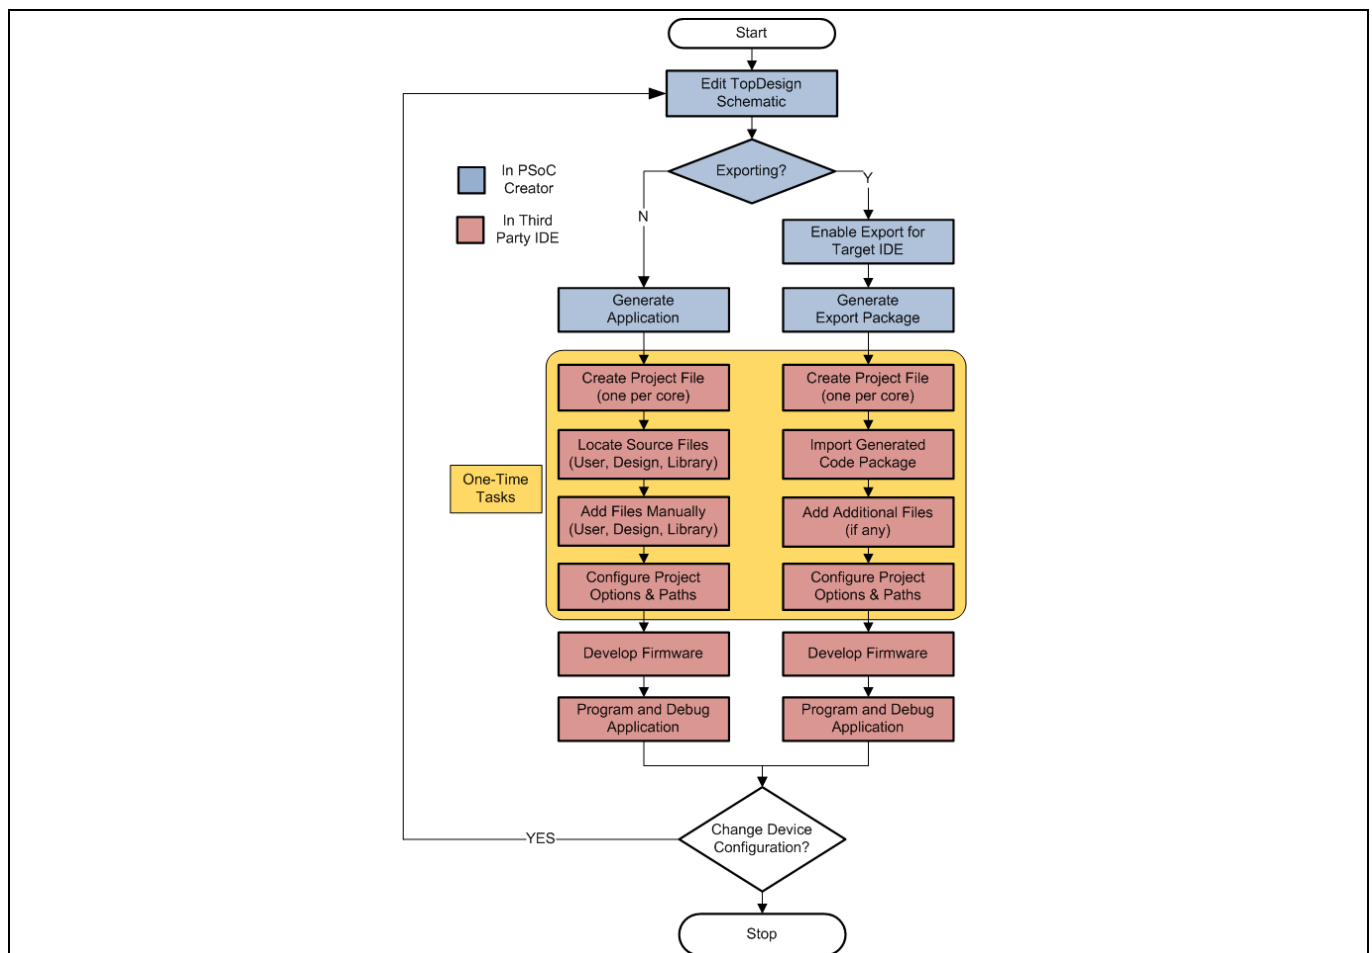 Start
Edit TopDesign
Schematic
Exporting?
In PSoC
Creator
Y
N
In Third
Party IDE
Enable Export for
Target IDE
Generate
Application
Generate
Export Package
Create Project File
(one per core)
Create Project File
(one per core)
Locate Source Files
(User, Design, Library)
Import Generated
Code Package
One-Time
Tasks
Add Files Manually
(User, Design, Library)
Add Additional Files
(if any)
Configure Project
Options & Paths
Configure Project
Options & Paths
Develop Firmware
Develop Firmware
Program and Debug
Application
Program and Debug
Application
Change Device
Configuration?
YES
Stop